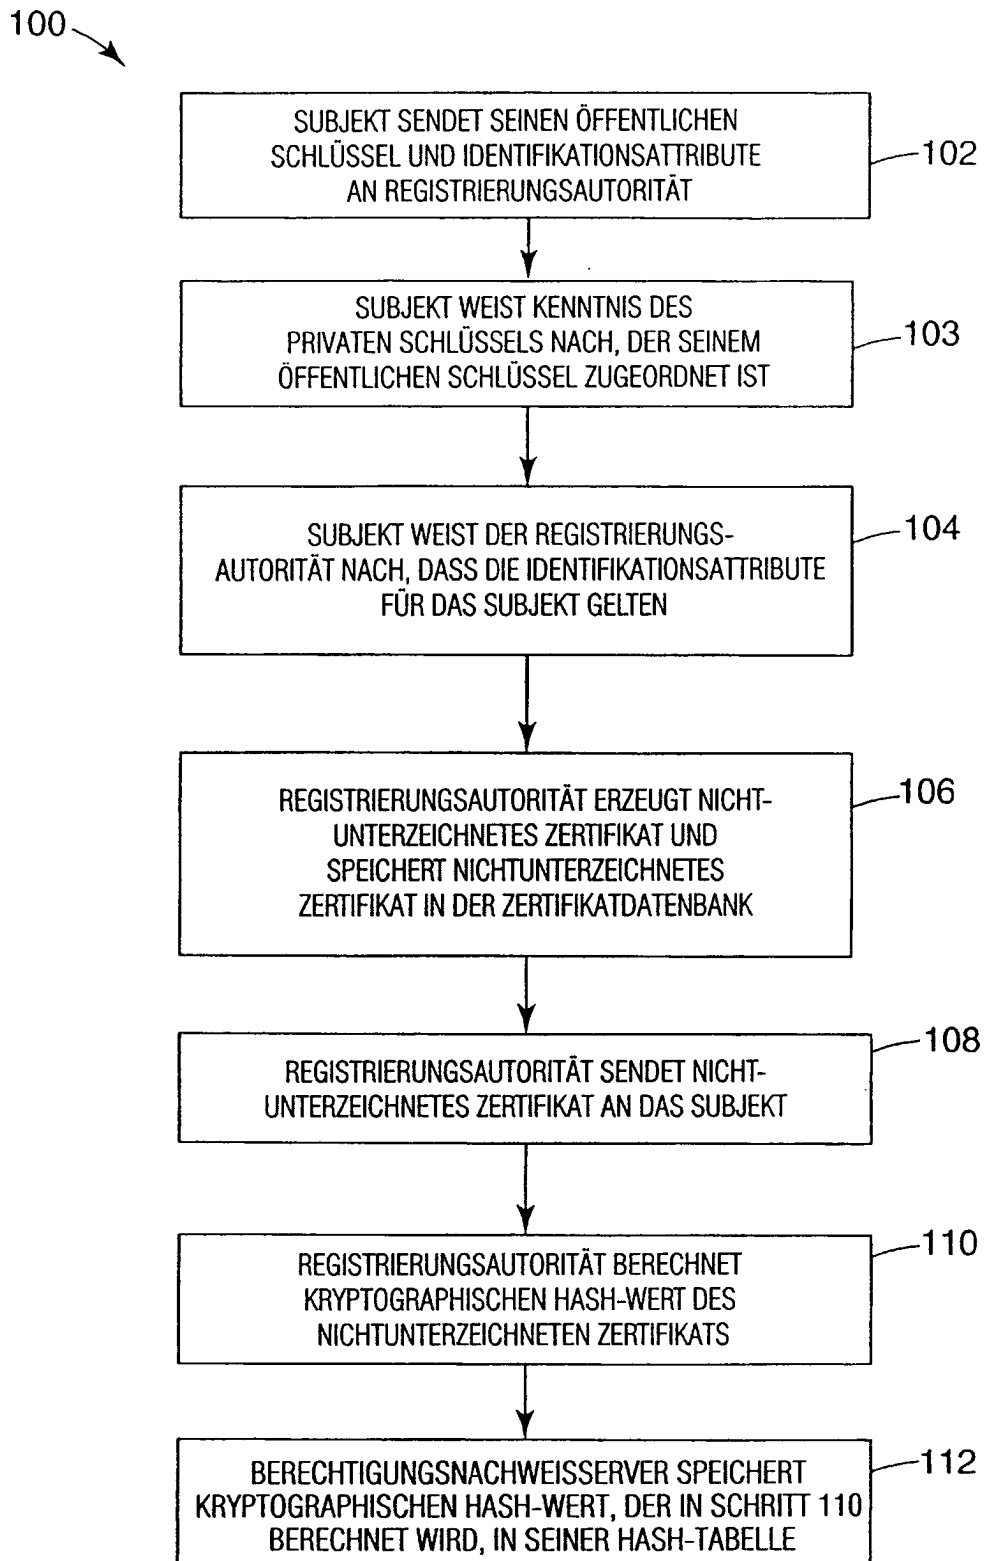 100
SUBJEKT SENDET SEINEN ÖFFENTLICHEN
SCHLÜSSEL UND IDENTIFIKATIONSATTRIBUTE
AN REGISTRIERUNGSAUTORITÄT
102
SUBJEKT WEIST KENNTNIS DES
PRIVATEN SCHLÜSSELS NACH, DER SEINEM
ÖFFENTLICHEN SCHLÜSSEL ZUGEORDNET IST
103
SUBJEKT WEIST DER REGISTRIERUNGS-
AUTORITÄT NACH, DASS DIE IDENTIFIKATIONSATTRIBUTE
FÜR DAS SUBJEKT GELTEN
104
REGISTRIERUNGSAUTORITÄT ERZEUGT NICHT-
UNTERZEICHNETES ZERTIFIKAT UND
SPEICHERT NICHTUNTERZEICHNETES
ZERTIFIKAT IN DER ZERTIFIKATDATENBANK
106
REGISTRIERUNGSAUTORITÄT SENDET NICHT-
UNTERZEICHNETES ZERTIFIKAT AN DAS SUBJEKT
108
REGISTRIERUNGSAUTORITÄT BERECHNET
KRYPTOGRAPHISCHEN HASH-WERT DES
NICHTUNTERZEICHNETEN ZERTIFIKATS
110
BERECHTIGUNGSNACHWEISSERVER SPEICHERT
KRYPTOGRAPHISCHEN HASH-WERT, DER IN SCHRITT 110
BERECHNET WIRD, IN SEINER HASH-TABELLE
112